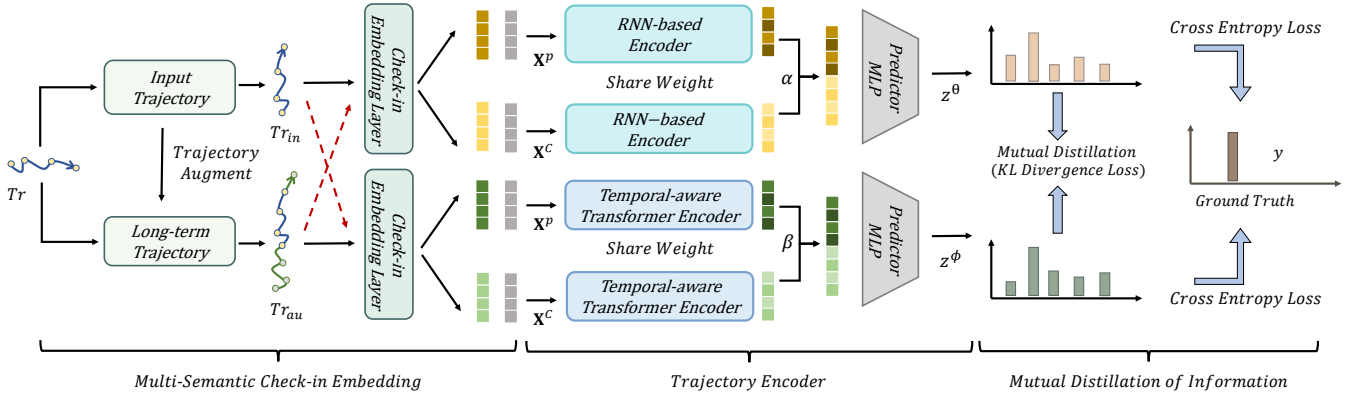 Input
Trajectory
Tr_in
Trajectory
Augment
Tr
Long-term
Trajectory
Tr_au
Check-in
Embedding Layer
Check-in
Embedding Layer
X^p
RNN-based
Encoder
Share Weight
X^C
RNN−based
Encoder
α
Predictor
MLP
z^θ
X^p
Temporal-aware
Transformer Encoder
Share Weight
X^C
Temporal-aware
Transformer Encoder
β
Predictor
MLP
z^ϕ
Cross Entropy Loss
Mutual Distillation
(KL Divergence Loss)
y
Ground Truth
Cross Entropy Loss
Multi-Semantic Check-in Embedding
Trajectory Encoder
Mutual Distillation of Information